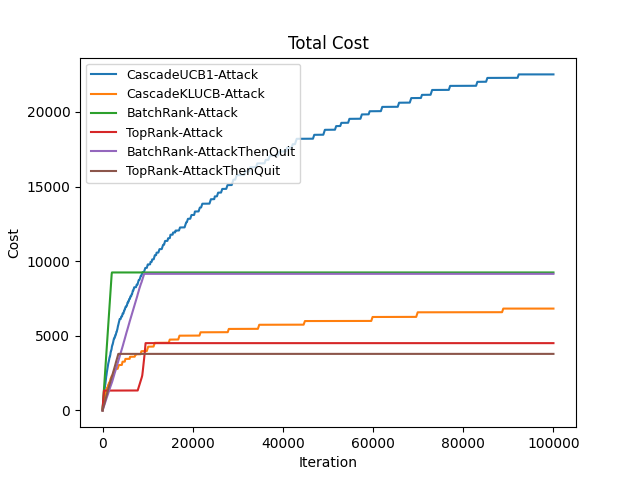 Total Cost
CascadeUCB1-Attack
CascadeKLUCB-Attack
BatchRank-Attack
TopRank-Attack
BatchRank-AttackThenQuit
TopRank-AttackThenQuit
Cost
20000
15000
10000
5000
0
0 20000 40000 60000 80000 100000
Iteration